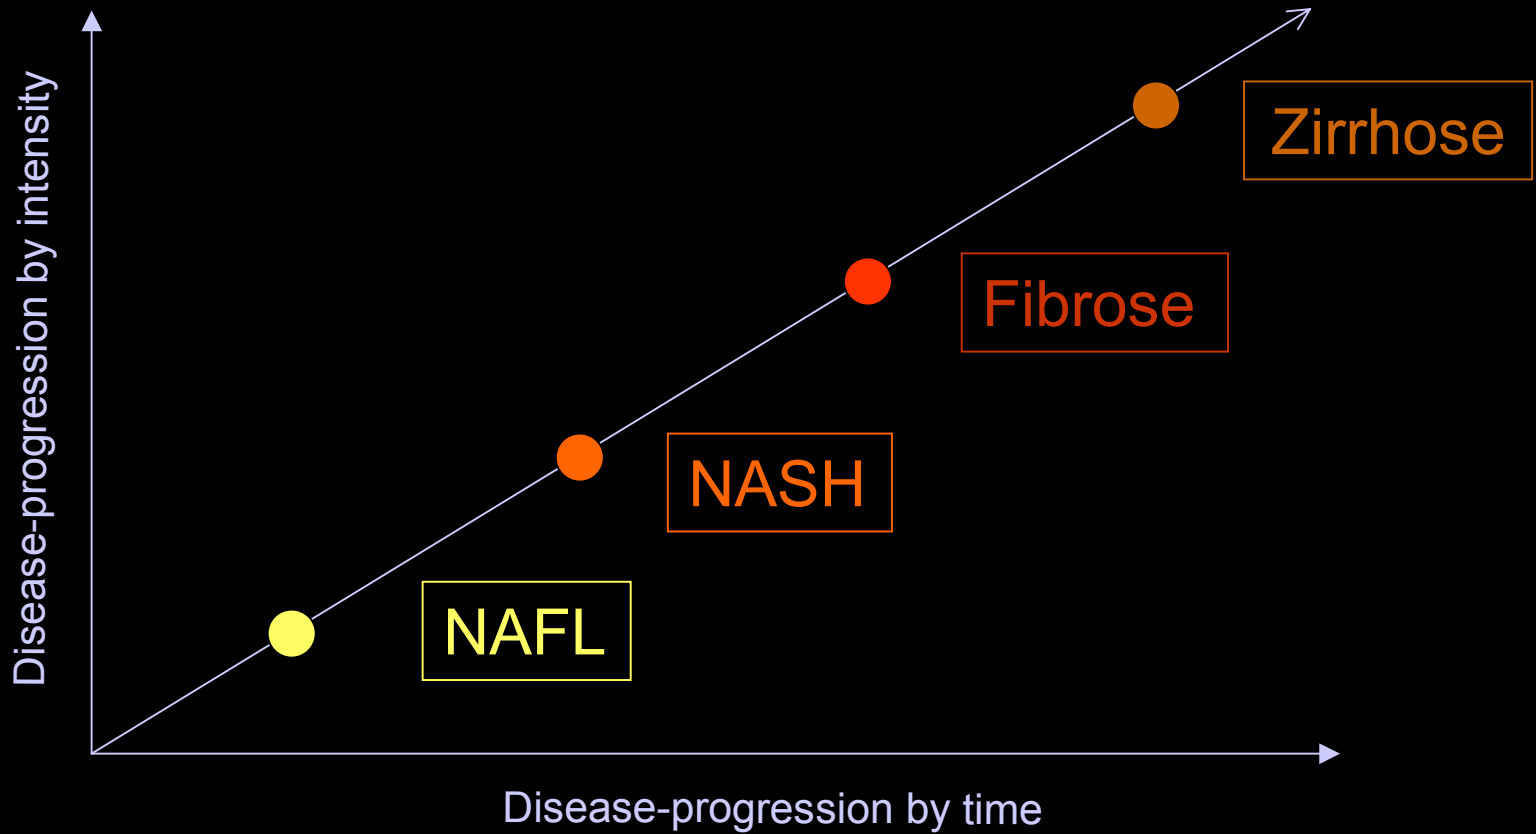 Disease-progression by intensity
Zirrhose
Fibrose
NASH
NAFL
Disease-progression by time